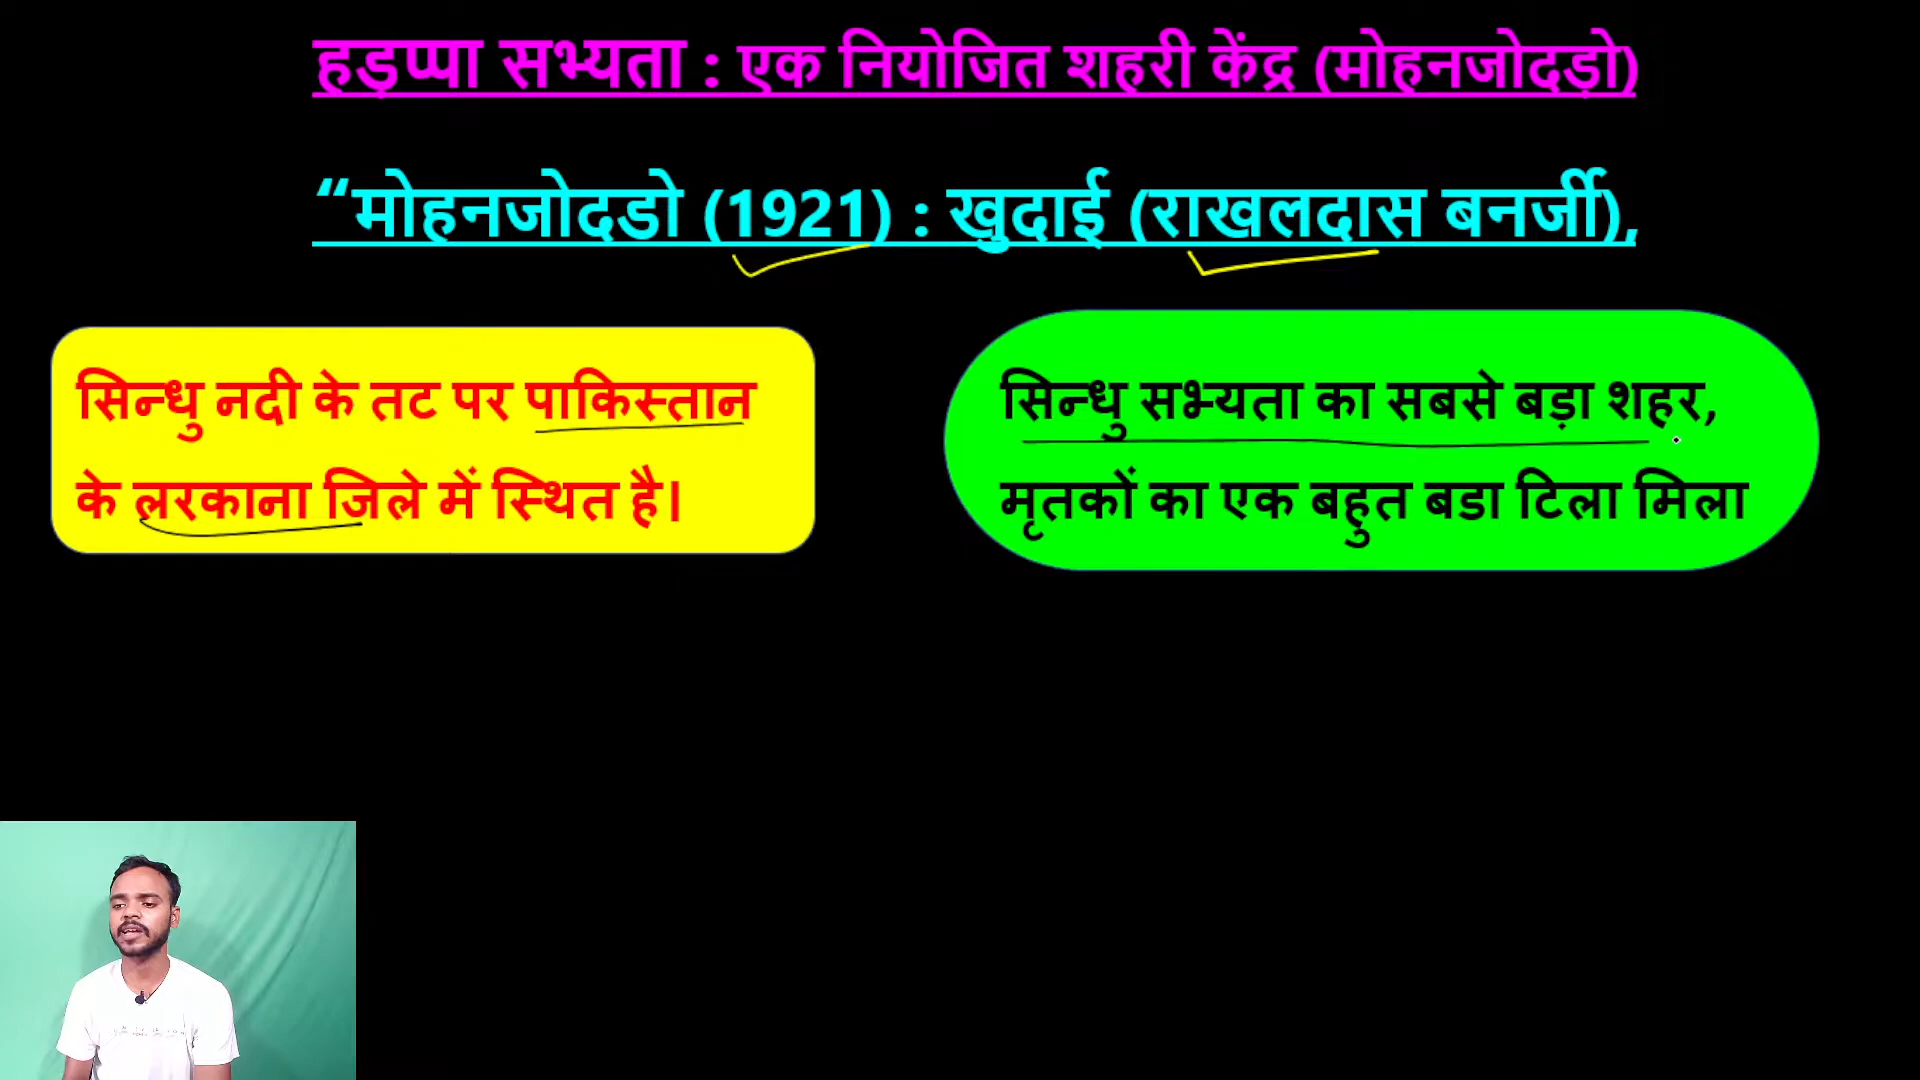 हड़प्पा सभ्यता : एक नियोजित शहरी केंद्र (मोहनजोदड़ो)
“मोहनजोदडो (1921) : खुदाई (राखलदास बनर्जी),
सिन्धु नदी के तट पर पाकिस्तान
के लरकाना जिले में स्थित है।
सिन्धु सभ्यता का सबसे बड़ा शहर,
मृतकों का एक बहुत बडा टिला मिला